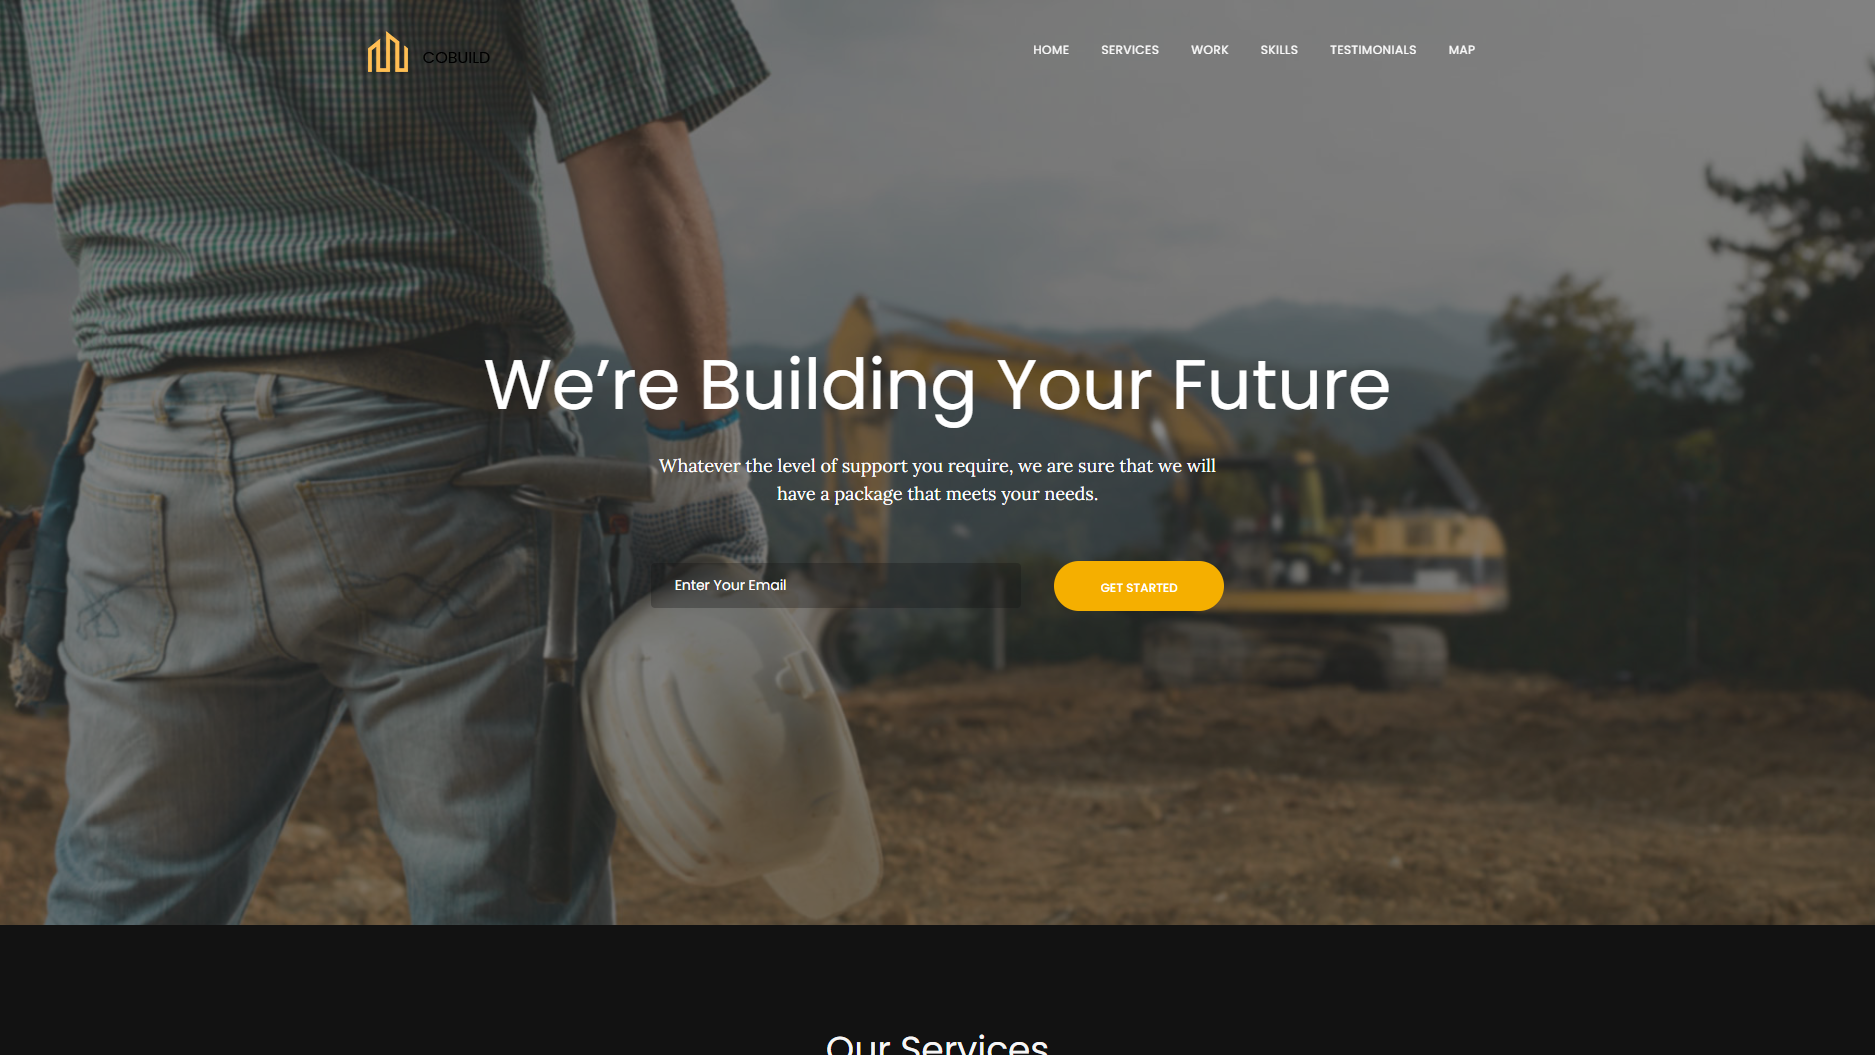 COBUILD
HOME SERVICES WORK SKILLS TESTIMONIALS MAP
We’re Building Your Future
Whatever the level of support you require, we are sure that we will
have a package that meets your needs.
Enter Your Email GET STARTED
Our Services